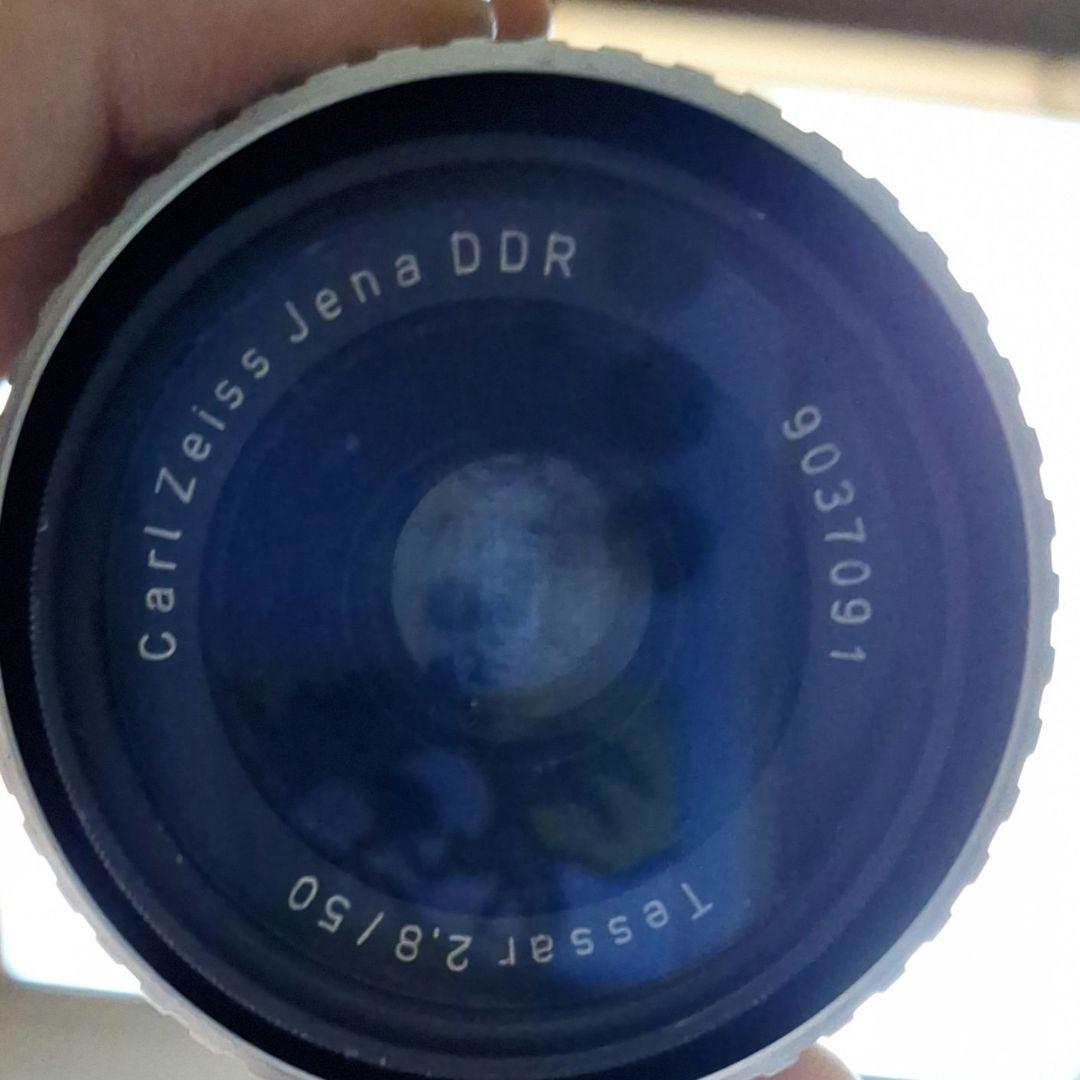 Carl Zeiss Jena DDR
9037091
Tessar 2,8/50